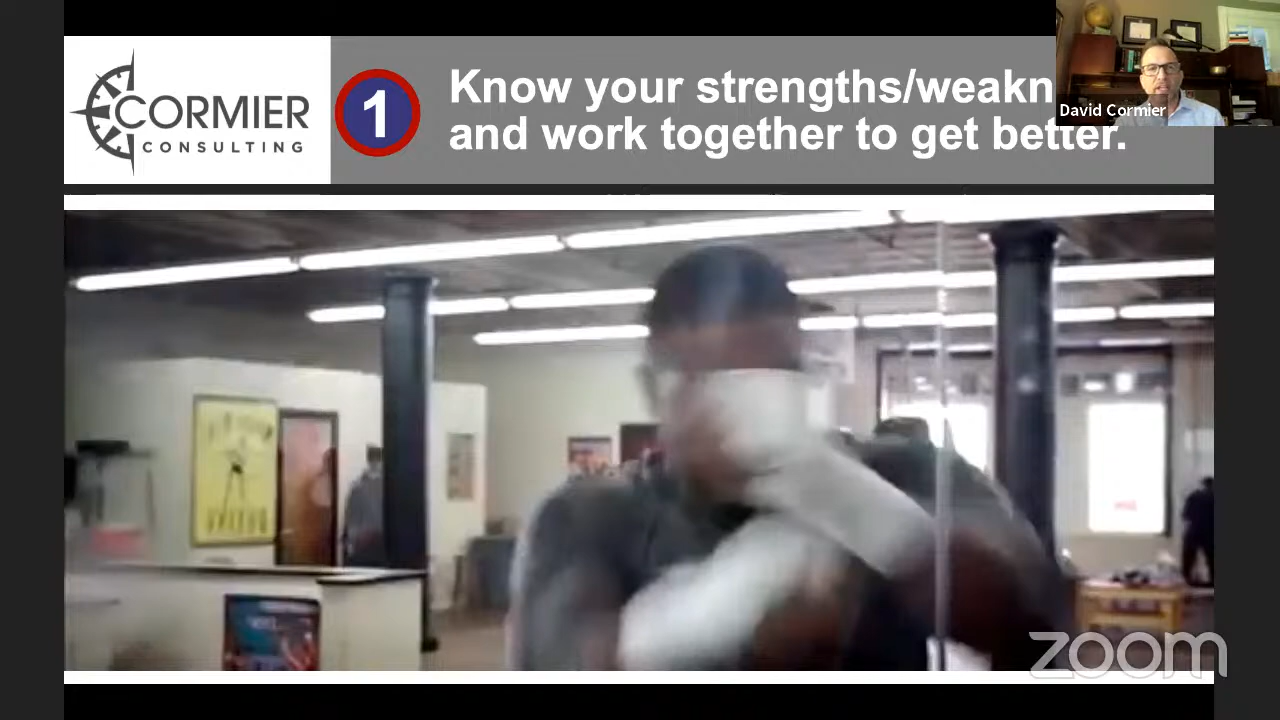 CORMIER
CONSULTING
1
Know your strengths/weakn
and work together to get better.
David Cormier
zoom